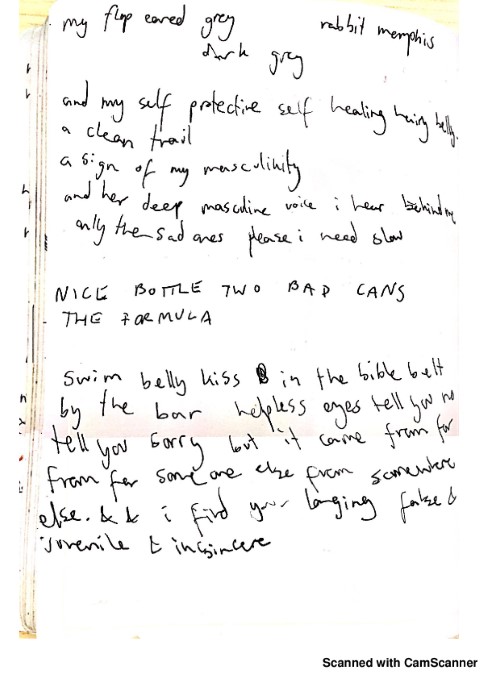 my flop eared grey rabbit memphis
dark grey
and my self protective self healing hairy belly.
a clean trail
a sign of my masculinity
and her deep masculine voice i hear behind me
only the sad ones please i need slow
NICE BOTTLE TWO BAD CANS
THE FORMULA
swim belly kiss in the bible belt
by the bar helpless eyes tell you no
tell you sorry but it came from far
from far someone else from somewhere
else. & & i find your longing false &
juvenile & insincere
Scanned with CamScanner